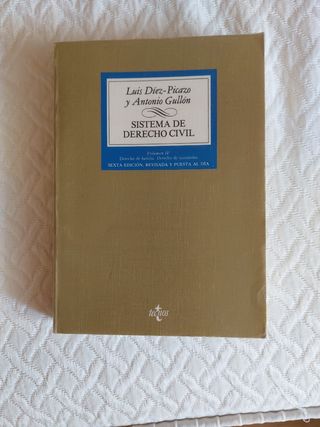 Luis Díez-Picazo
y Antonio Gullón
SISTEMA DE
DERECHO CIVIL
Volumen IV
Derecho de familia. Derecho de sucesiones
SEXTA EDICIÓN, REVISADA Y PUESTA AL DÍA
tecnos